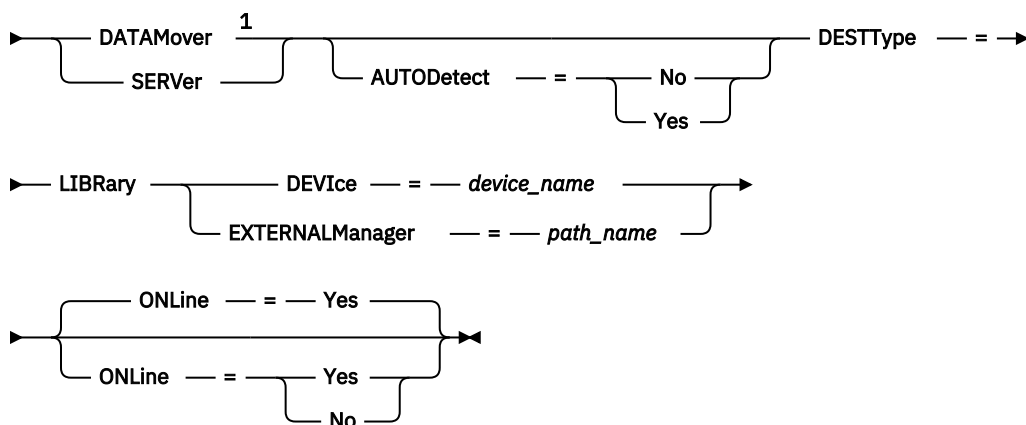 DATAMover 1
SERVer
AUTODetect = No
Yes
DESTType =
LIBRary DEVIce = device_name
EXTERNALManager = path_name
ONLine = Yes
ONLine = Yes
No